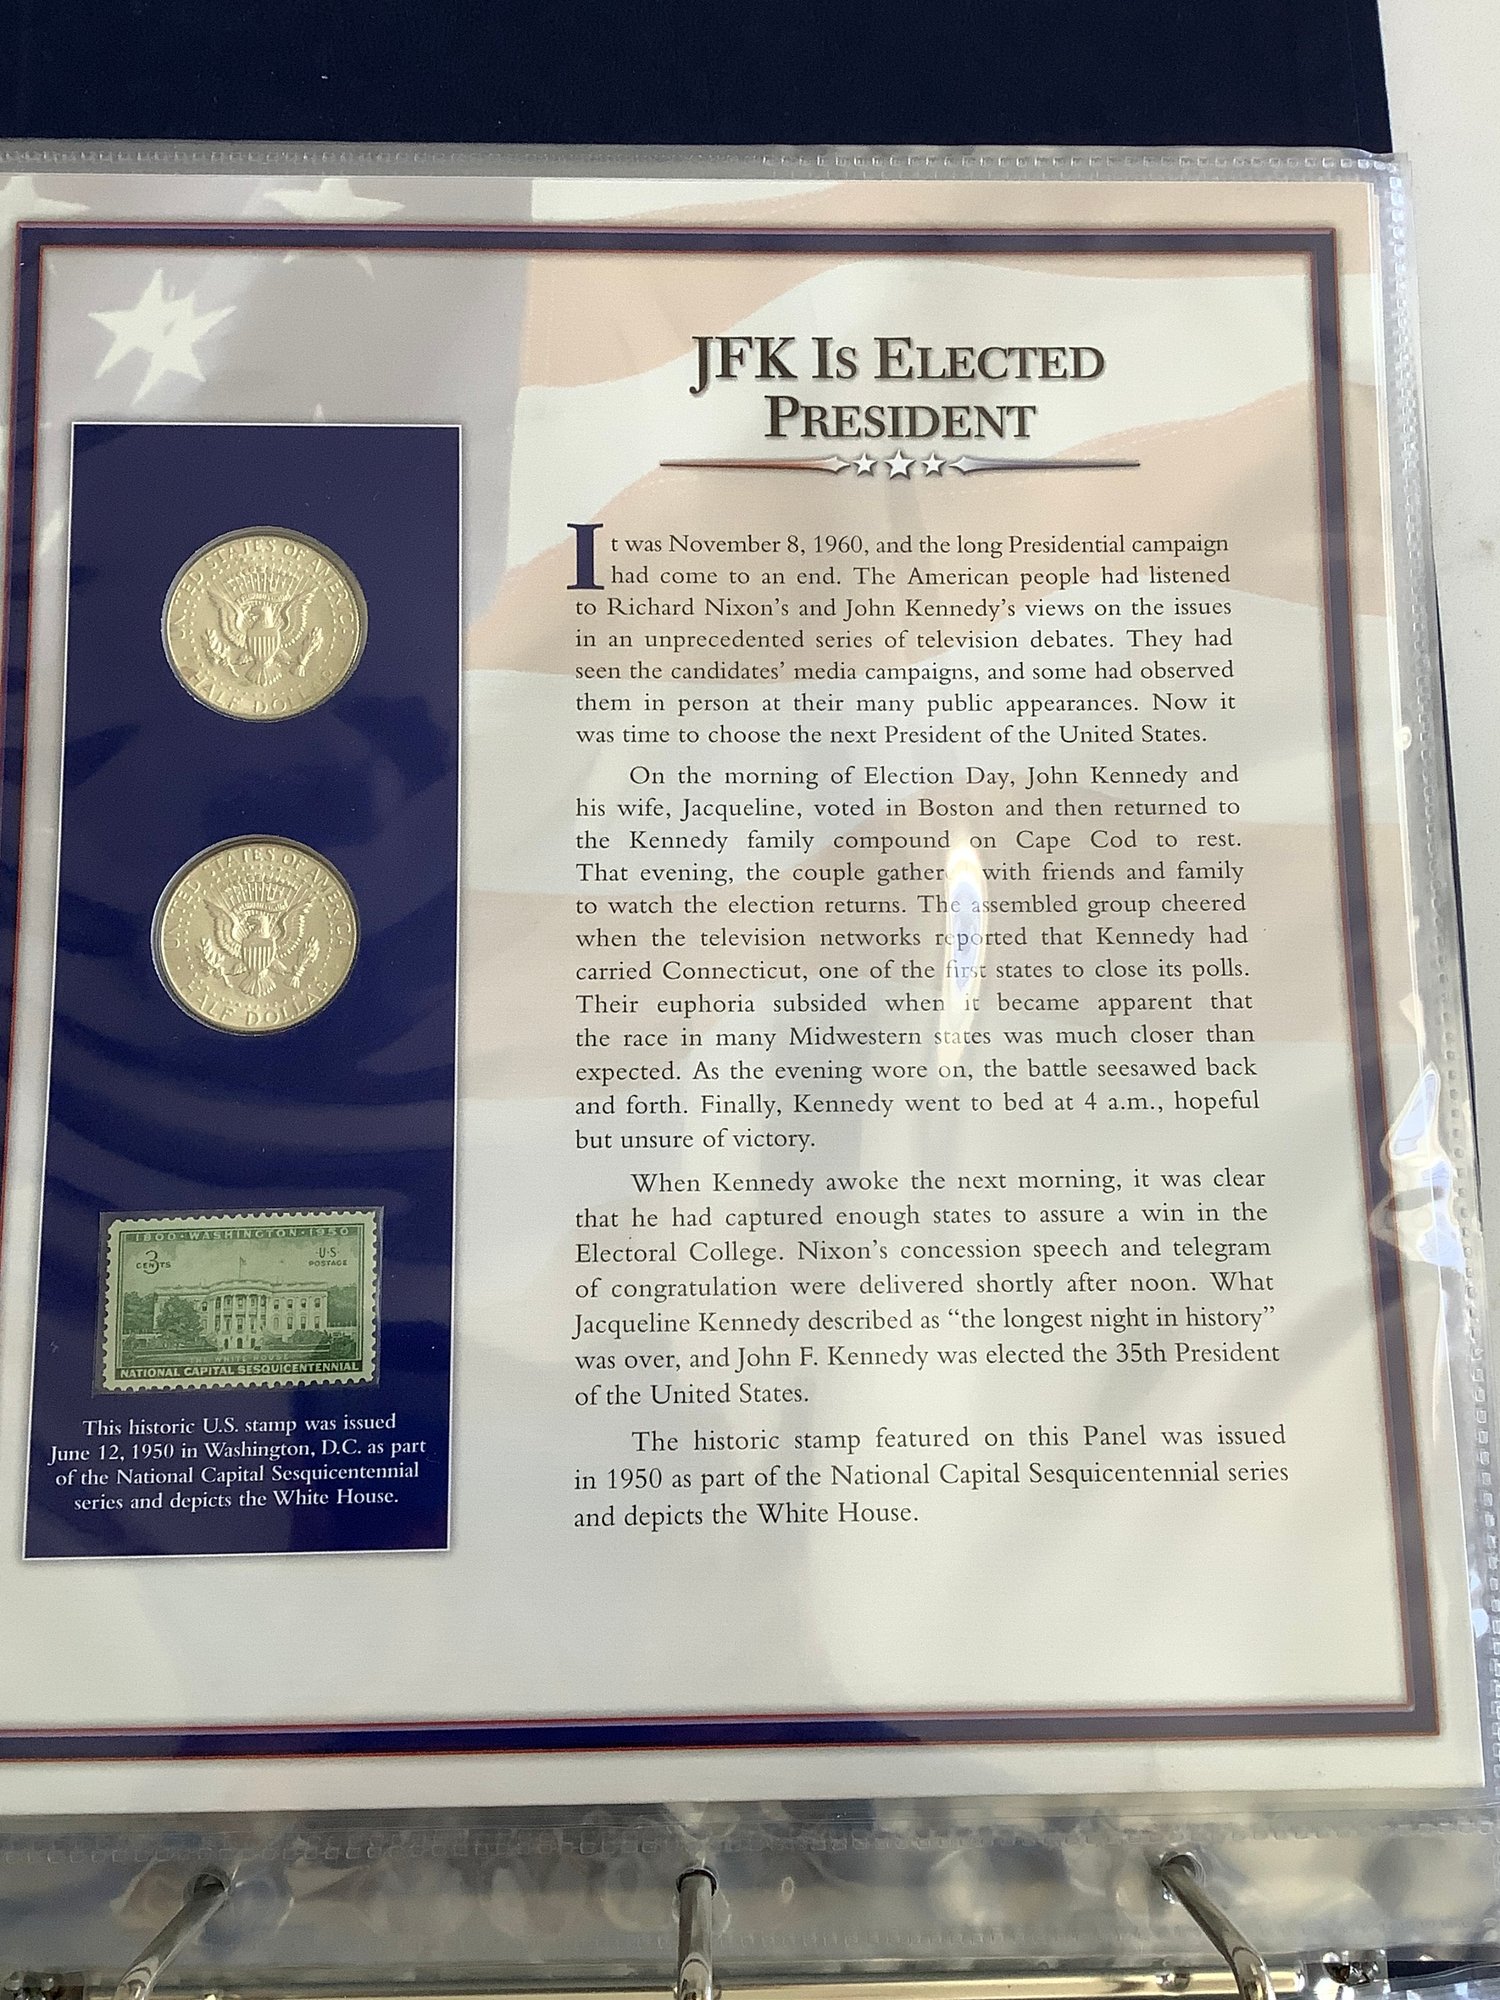 JFK Is Elected
President
It was November 8, 1960, and the long Presidential campaign
had come to an end. The American people had listened
to Richard Nixon's and John Kennedy's views on the issues
in an unprecedented series of television debates. They had
seen the candidates' media campaigns, and some had observed
them in person at their many public appearances. Now it
was time to choose the next President of the United States.
On the morning of Election Day, John Kennedy and
his wife, Jacqueline, voted in Boston and then returned to
the Kennedy family compound on Cape Cod to rest.
That evening, the couple gathered with friends and family
to watch the election returns. The assembled group cheered
when the television networks reported that Kennedy had
carried Connecticut, one of the first states to close its polls.
Their euphoria subsided when it became apparent that
the race in many Midwestern states was much closer than
expected. As the evening wore on, the battle seesawed back
and forth. Finally, Kennedy went to bed at 4 a.m., hopeful
but unsure of victory.
When Kennedy awoke the next morning, it was clear
that he had captured enough states to assure a win in the
Electoral College. Nixon's concession speech and telegram
of congratulation were delivered shortly after noon. What
Jacqueline Kennedy described as "the longest night in history"
was over, and John F. Kennedy was elected the 35th President
of the United States.
The historic stamp featured on this Panel was issued
in 1950 as part of the National Capital Sesquicentennial series
and depicts the White House.
UNITED STATES OF AMERICA
HALF DOLLAR
UNITED STATES OF AMERICA
HALF DOLLAR
1800 · WASHINGTON · 1950
3 CENTS
U·S· POSTAGE
THE WHITE HOUSE
NATIONAL CAPITAL SESQUICENTENNIAL
This historic U.S. stamp was issued
June 12, 1950 in Washington, D.C. as part
of the National Capital Sesquicentennial
series and depicts the White House.